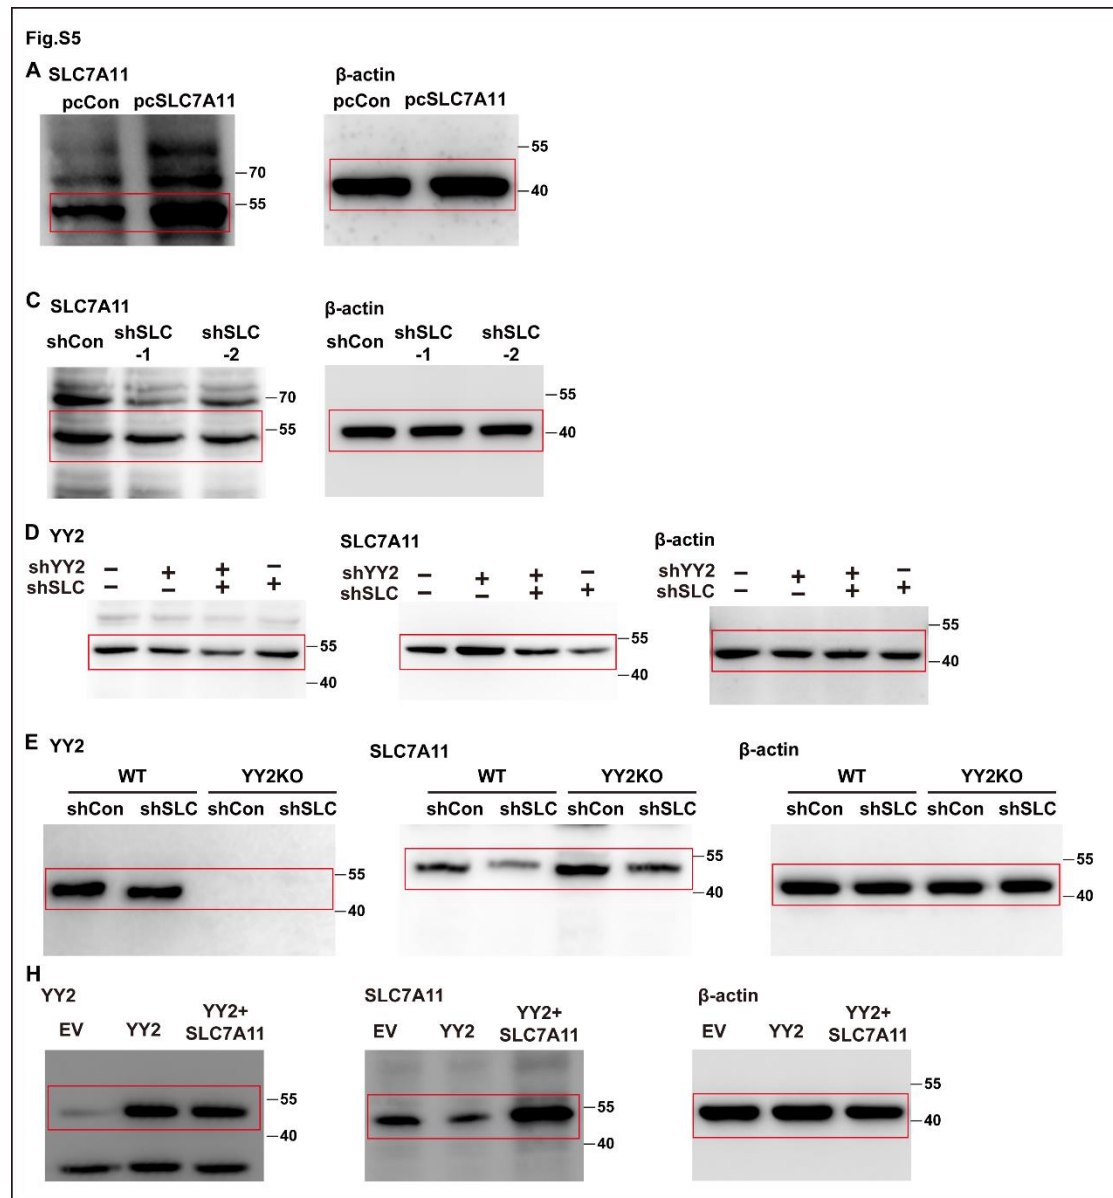 Fig.S5
A SLC7A11 β-actin
pcCon pcSLC7A11 pcCon pcSLC7A11
–70
–55
–55
–40
C SLC7A11 β-actin
shCon shSLC-1 shSLC-2 shCon shSLC-1 shSLC-2
–70
–55
–55
–40
D YY2 SLC7A11 β-actin
shYY2 – + + – shYY2 – + + – shYY2 – + + –
shSLC – – + + shSLC – – + + shSLC – – + +
–55
–40
–55
–40
–55
–40
E YY2 SLC7A11 β-actin
WT YY2KO WT YY2KO WT YY2KO
shCon shSLC shCon shSLC shCon shSLC shCon shSLC shCon shSLC shCon shSLC
–55
–40
–55
–40
–55
–40
H
YY2 SLC7A11 β-actin
EV YY2 YY2+SLC7A11 EV YY2 YY2+SLC7A11 EV YY2 YY2+SLC7A11
–55
–40
–55
–40
–55
–40